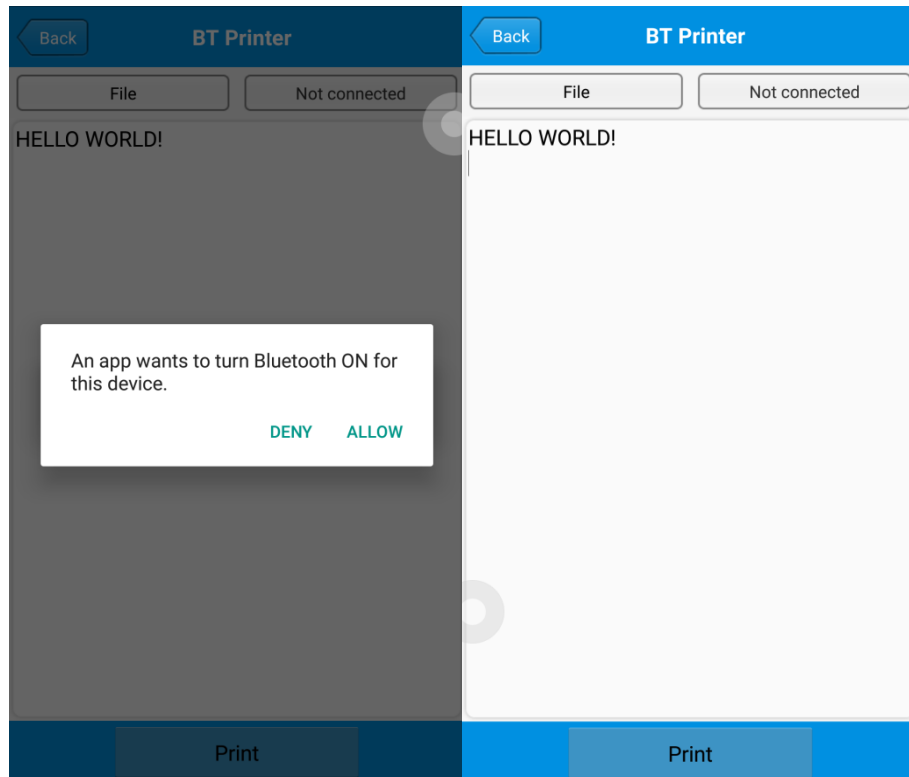 Back
BT Printer
File
Not connected
HELLO WORLD!
An app wants to turn Bluetooth ON for
this device.
DENY
ALLOW
Print
Back
BT Printer
File
Not connected
HELLO WORLD!
Print